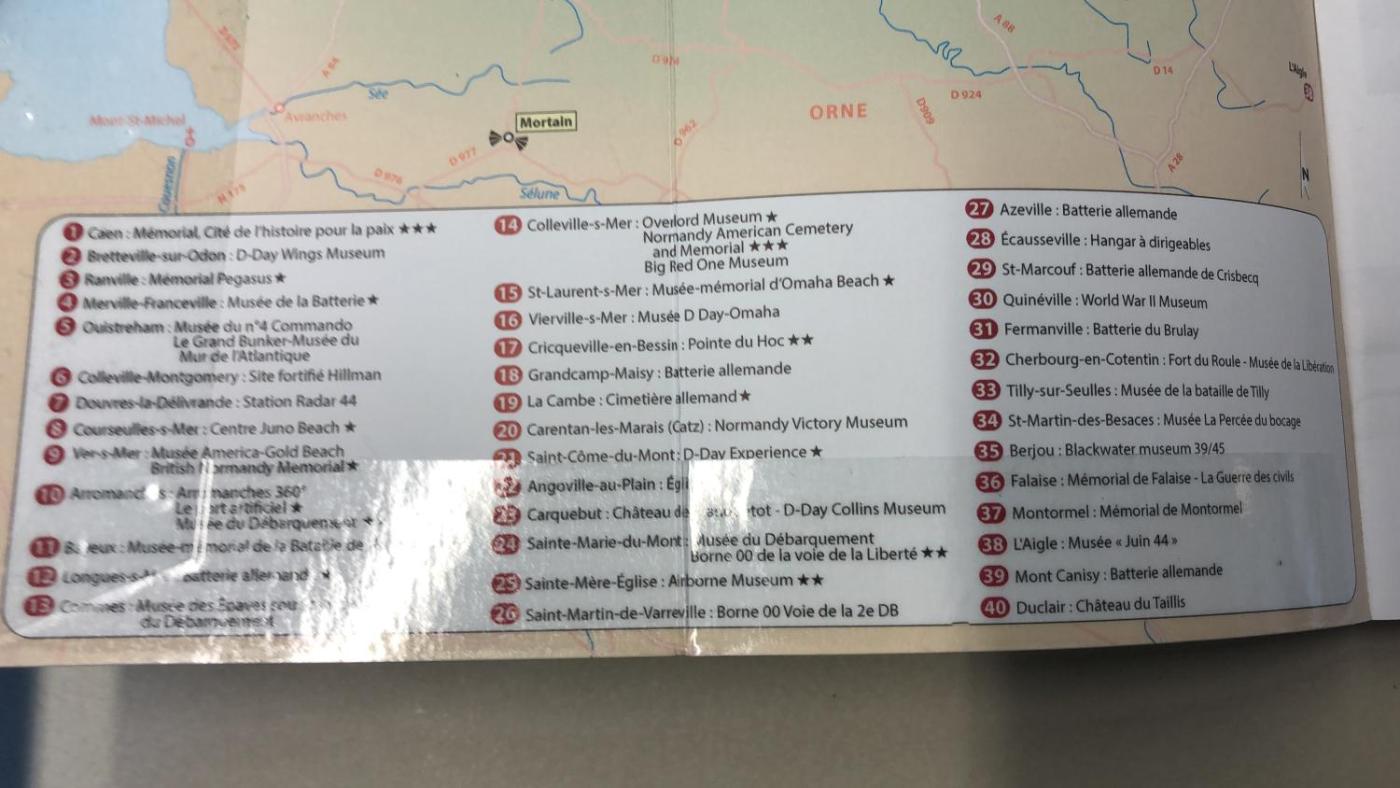 D 973
A 84
D 924
A 88
D 14
L'Aigle
38
Sée
Mont-St-Michel
Avranches
Mortain
ORNE
D 924
D909
D 962
D 977
D 976
N 175
Couesnon
Sélune
A 28
N
1 Caen : Mémorial, Cité de l'histoire pour la paix ★★★
2 Bretteville-sur-Odon : D-Day Wings Museum
3 Ranville : Mémorial Pegasus ★
4 Merville-Franceville : Musée de la Batterie ★
5 Ouistreham : Musée du n°4 Commando
Le Grand Bunker-Musée du
Mur de l'Atlantique
6 Colleville-Montgomery : Site fortifié Hillman
7 Douvres-la-Délivrande : Station Radar 44
8 Courseulles-s-Mer : Centre Juno Beach ★
9 Ver-s-Mer : Musée America-Gold Beach
British Normandy Memorial ★
10 : Arromanches 360°
Le port artificiel ★
Musée du Débarquement ★
11 Bayeux : Musée-mémorial de la Bataille de
12 Batterie allemande ★
13 Commes : Musée des Épaves
du Débarquement
14 Colleville-s-Mer : Overlord Museum ★
Normandy American Cemetery
and Memorial ★★★
Big Red One Museum
15 St-Laurent-s-Mer : Musée-mémorial d'Omaha Beach ★
16 Vierville-s-Mer : Musée D Day-Omaha
17 Cricqueville-en-Bessin : Pointe du Hoc ★★
18 Grandcamp-Maisy : Batterie allemande
19 La Cambe : Cimetière allemand ★
20 Carentan-les-Marais (Catz) : Normandy Victory Museum
21 Saint-Côme-du-Mont : D-Day Experience ★
22 Angoville-au-Plain :
23 Carquebut : Château de - D-Day Collins Museum
24 Sainte-Marie-du-Mont : Musée du Débarquement
Borne 00 de la voie de la Liberté ★★
25 Sainte-Mère-Église : Airborne Museum ★★
26 Saint-Martin-de-Varreville : Borne 00 Voie de la 2e DB
27 Azeville : Batterie allemande
28 Écausseville : Hangar à dirigeables
29 St-Marcouf : Batterie allemande de Crisbecq
30 Quinéville : World War II Museum
31 Fermanville : Batterie du Brulay
32 Cherbourg-en-Cotentin : Fort du Roule - Musée de la Libération
33 Tilly-sur-Seulles : Musée de la bataille de Tilly
34 St-Martin-des-Besaces : Musée La Percée du bocage
35 Berjou : Blackwater museum 39/45
36 Falaise : Mémorial de Falaise - La Guerre des civils
37 Montormel : Mémorial de Montormel
38 L'Aigle : Musée « Juin 44 »
39 Mont Canisy : Batterie allemande
40 Duclair : Château du Taillis